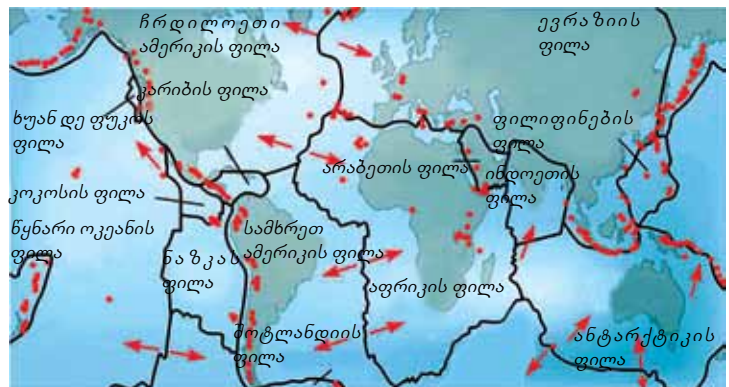 ჩრდილოეთი
ამერიკის ფილა
ევრაზიის
ფილა
კარიბის ფილა
ხუან დე ფუკის
ფილა
ფილიფინების
ფილა
არაბეთის ფილა
ინდოეთის
ფილა
კოკოსის ფილა
წყნარი ოკეანის
ფილა
სამხრეთ
ამერიკის ფილა
ნაზკას
ფილა
აფრიკის ფილა
შოტლანდიის
ფილა
ანტარქტიკის
ფილა